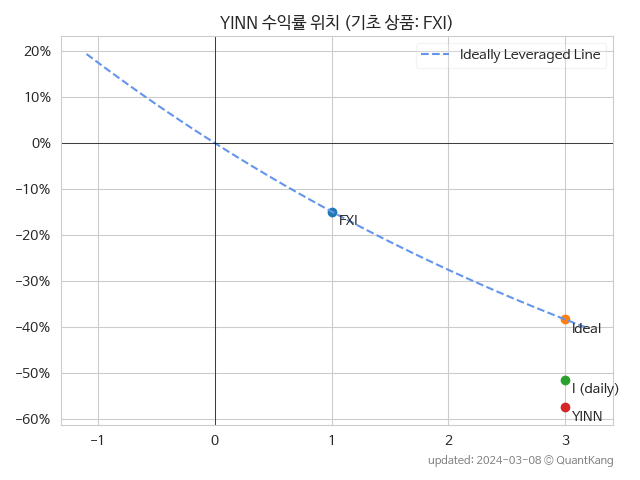 YINN 수익률 위치 (기초 상품: FXI)
Ideally Leveraged Line
20%
10%
0%
−10%
−20%
−30%
−40%
−50%
−60%
FXI
Ideal
I (daily)
YINN
−1
0
1
2
3
updated: 2024-03-08 © QuantKang